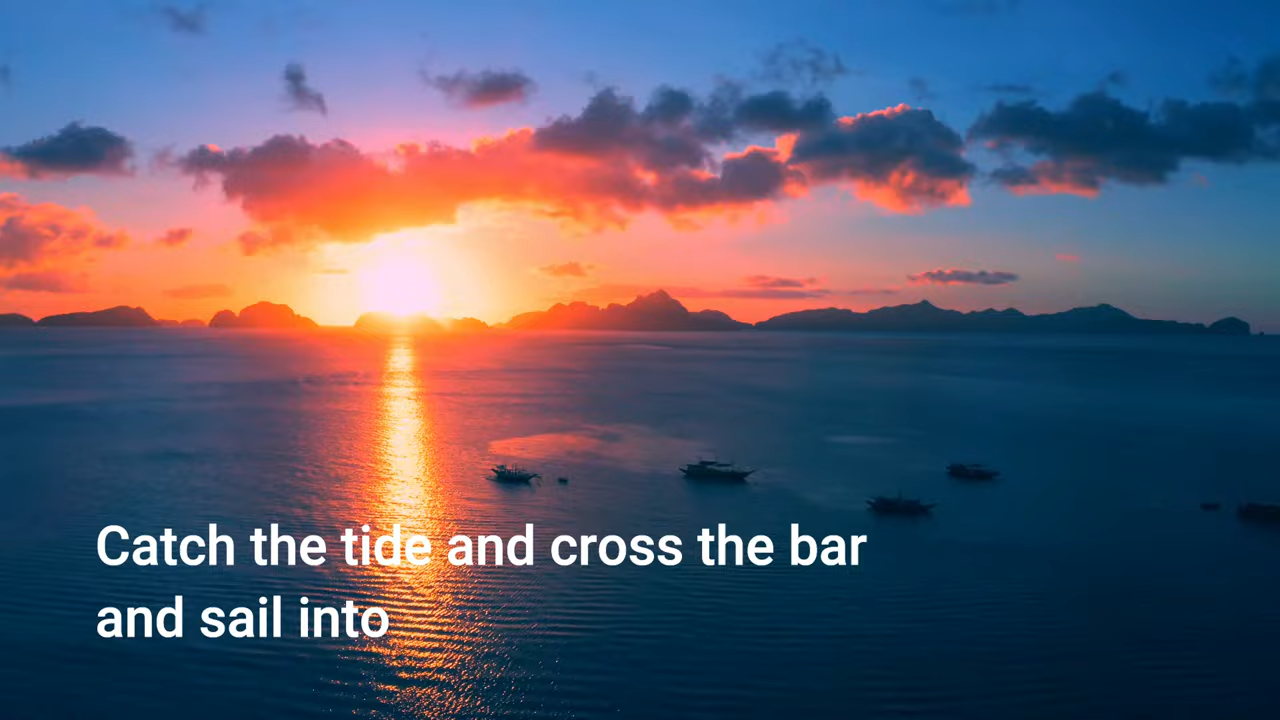 Catch the tide and cross the bar
and sail into